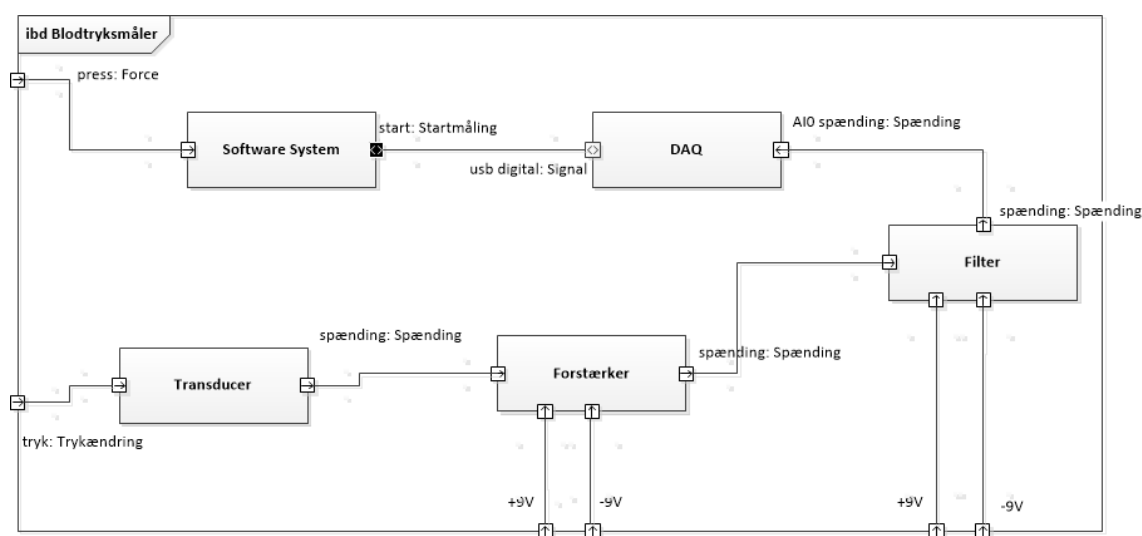 ibd Blodtryksmåler
press: Force
Software System
start: Startmåling
usb digital: Signal
DAQ
AI0 spænding: Spænding
spænding: Spænding
Filter
spænding: Spænding
Transducer
Forstærker
spænding: Spænding
tryk: Trykændring
+9V
-9V
+9V
-9V